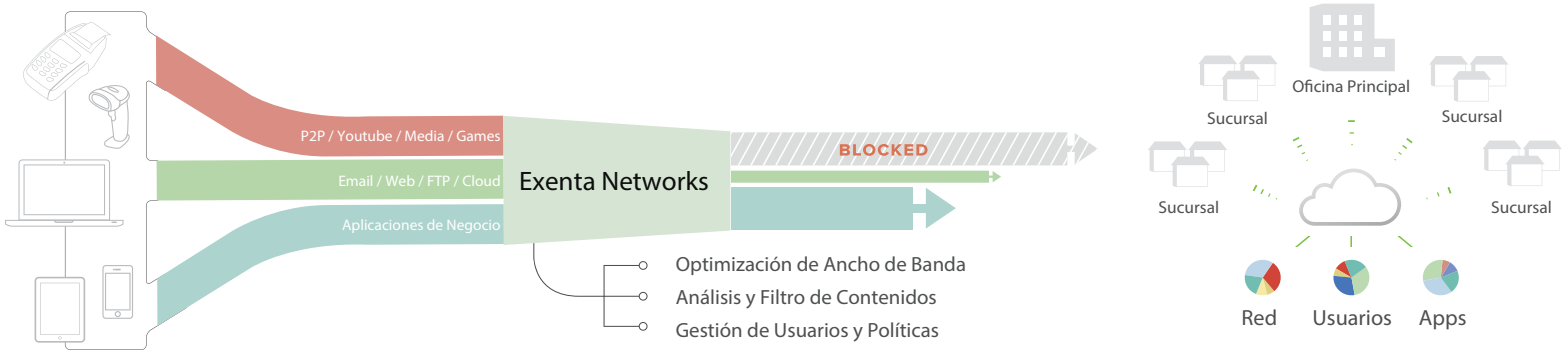 P2P / Youtube / Media / Games
Email / Web / FTP / Cloud
Aplicaciones de Negocio
Exenta Networks
BLOCKED
Optimización de Ancho de Banda
Análisis y Filtro de Contenidos
Gestión de Usuarios y Políticas
Oficina Principal
Sucursal
Sucursal
Sucursal
Sucursal
Red
Usuarios
Apps